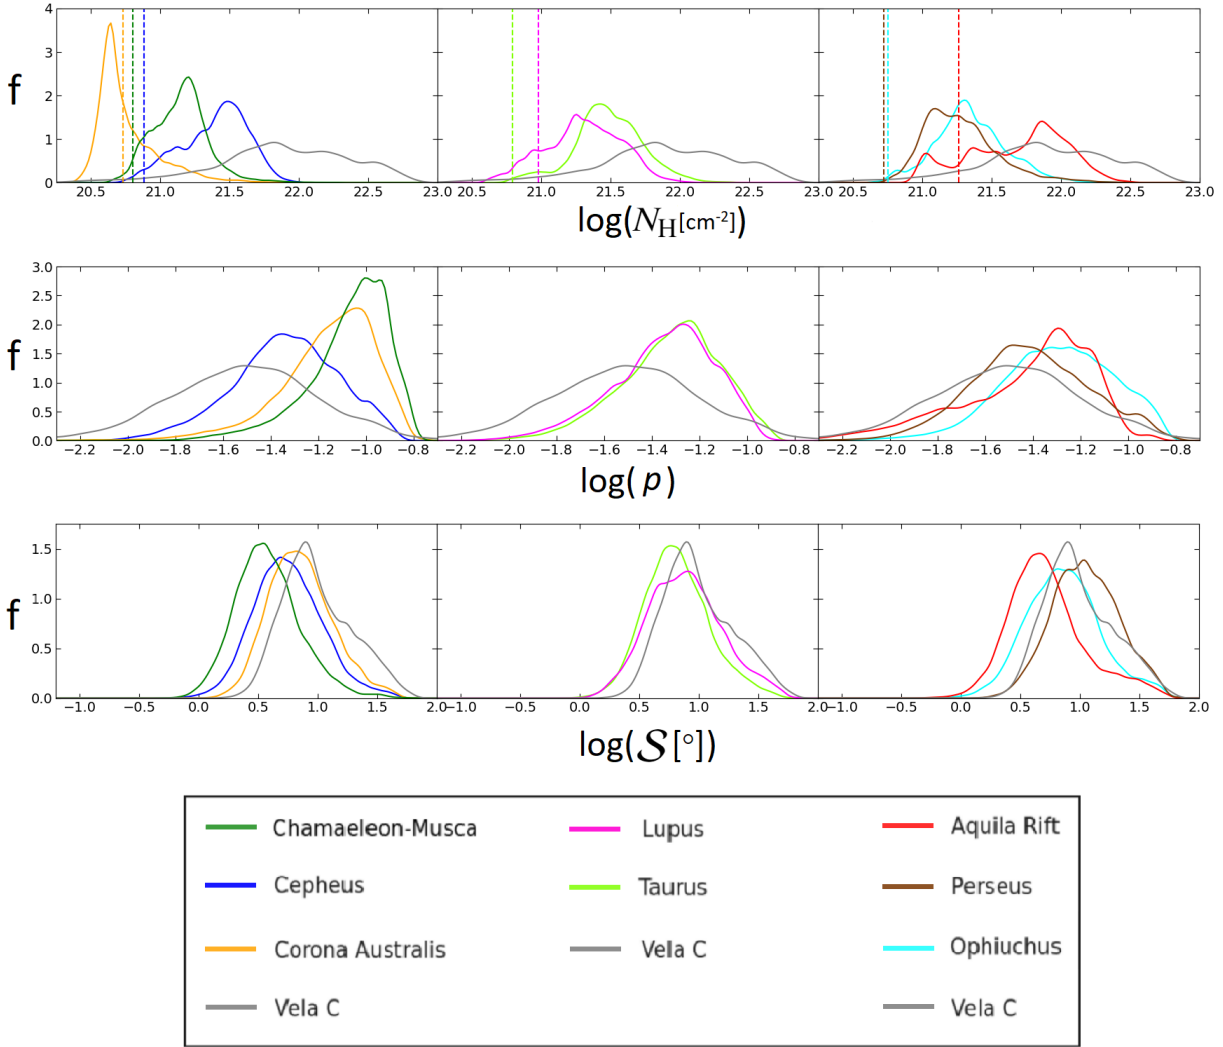 4
3
2
1
0
f
20.5 21.0 21.5 22.0 22.5 23.0 20.5 21.0 21.5 22.0 22.5 23.0 20.5 21.0 21.5 22.0 22.5 23.0
log(N_H[cm⁻²])
3.0
2.5
2.0
1.5
1.0
0.5
0.0
f
−2.2 −2.0 −1.8 −1.6 −1.4 −1.2 −1.0 −0.8 −2.2 −2.0 −1.8 −1.6 −1.4 −1.2 −1.0 −0.8 −2.2 −2.0 −1.8 −1.6 −1.4 −1.2 −1.0 −0.8
log(p)
1.5
1.0
0.5
0.0
f
−1.0 −0.5 0.0 0.5 1.0 1.5 2.0 −1.0 −0.5 0.0 0.5 1.0 1.5 2.0 −1.0 −0.5 0.0 0.5 1.0 1.5 2.0
log(S[°])
Chamaeleon-Musca Lupus Aquila Rift
Cepheus Taurus Perseus
Corona Australis Vela C Ophiuchus
Vela C Vela C